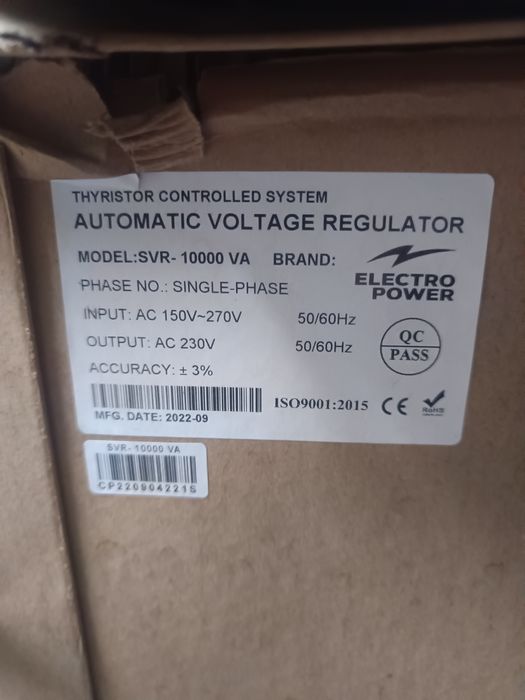 THYRISTOR CONTROLLED SYSTEM
AUTOMATIC VOLTAGE REGULATOR
MODEL:SVR- 10000 VA BRAND:
ELECTRO
POWER
PHASE NO.: SINGLE-PHASE
INPUT: AC 150V~270V 50/60Hz
OUTPUT: AC 230V 50/60Hz
QC
PASS
ACCURACY: ± 3%
ISO9001:2015 CE RoHS
MFG. DATE: 2022-09
SVR- 10000 VA
CP220904221S